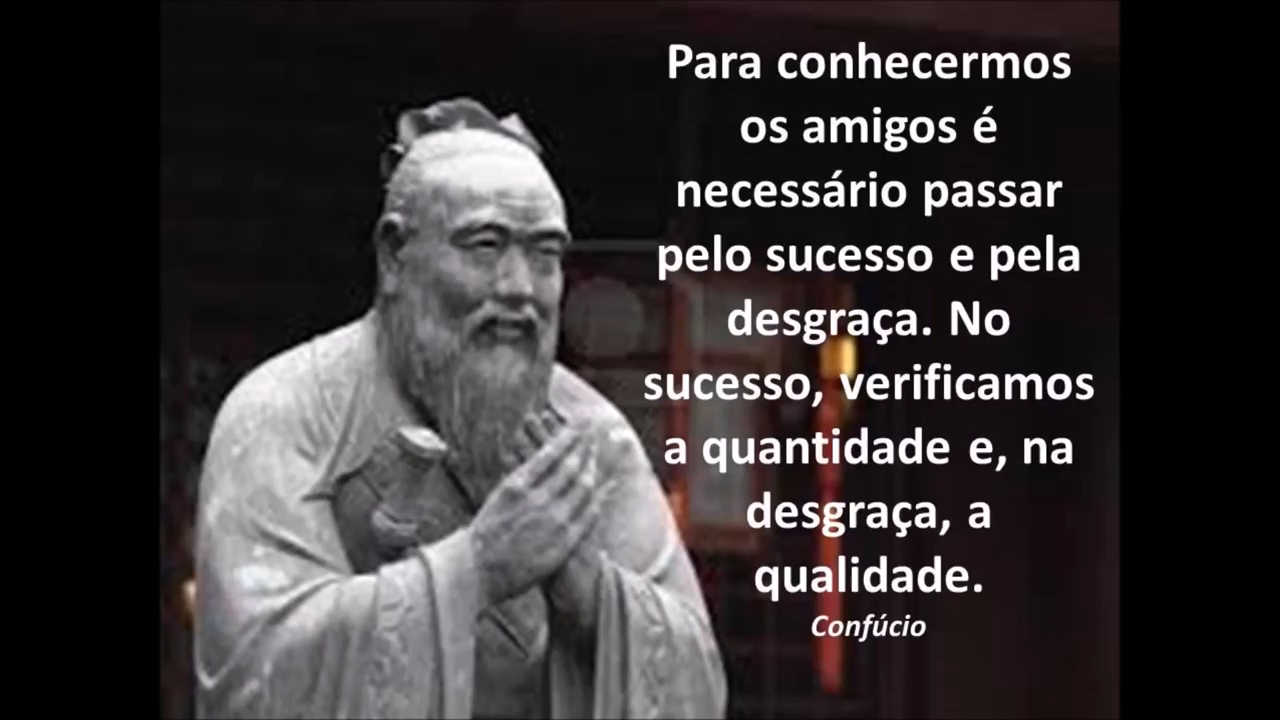 Para conhecermos
os amigos é
necessário passar
pelo sucesso e pela
desgraça. No
sucesso, verificamos
a quantidade e, na
desgraça, a
qualidade.
Confúcio